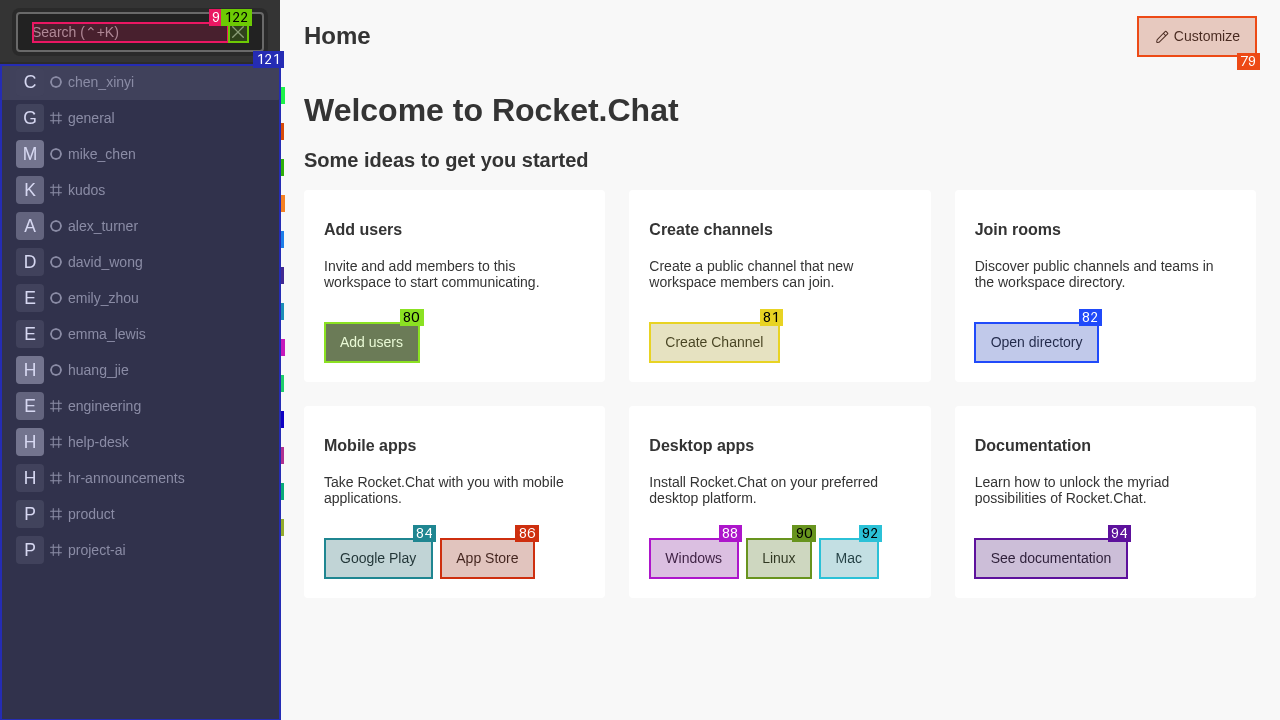 Search (⌃+K)
9
122
121
C chen_xinyi
G general
M mike_chen
K kudos
A alex_turner
D david_wong
E emily_zhou
E emma_lewis
H huang_jie
E engineering
H help-desk
H hr-announcements
P product
P project-ai
Home
Customize
79
Welcome to Rocket.Chat
Some ideas to get you started
Add users
Invite and add members to this
workspace to start communicating.
80
Add users
Create channels
Create a public channel that new
workspace members can join.
81
Create Channel
Join rooms
Discover public channels and teams in
the workspace directory.
82
Open directory
Mobile apps
Take Rocket.Chat with you with mobile
applications.
84
Google Play
86
App Store
Desktop apps
Install Rocket.Chat on your preferred
desktop platform.
88
Windows
90
Linux
92
Mac
Documentation
Learn how to unlock the myriad
possibilities of Rocket.Chat.
94
See documentation